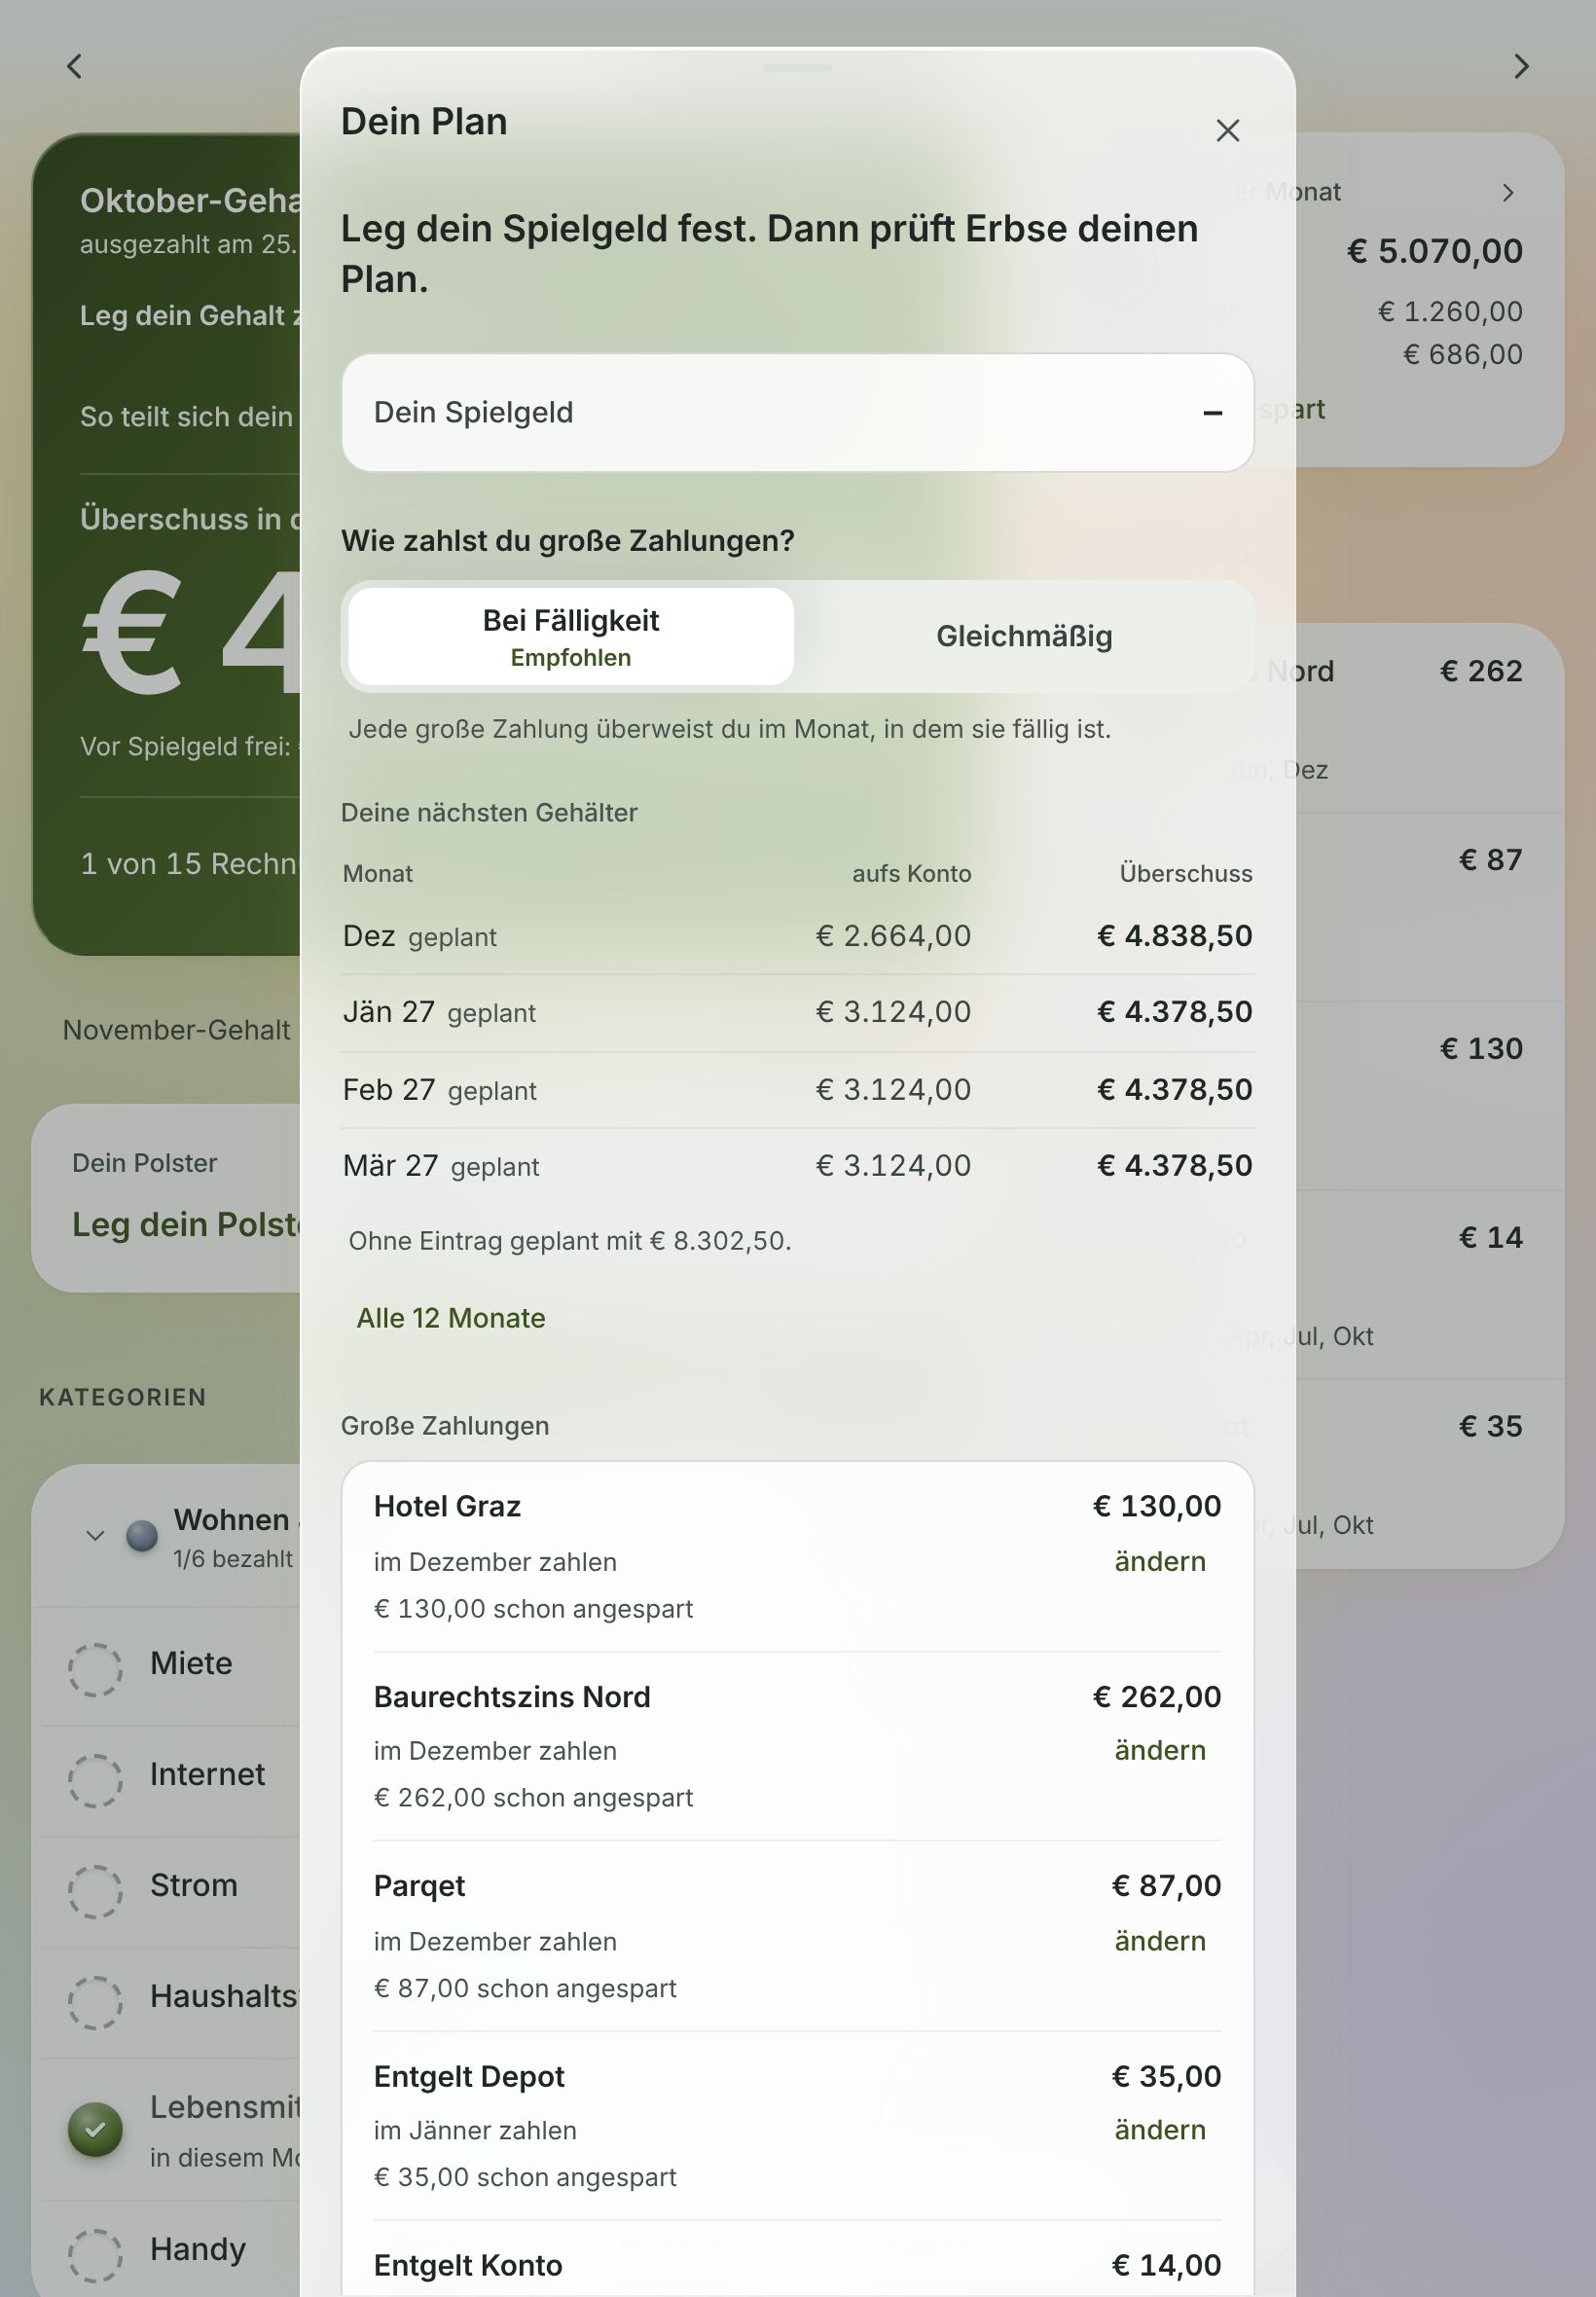 Dein Plan
Leg dein Spielgeld fest. Dann prüft Erbse deinen
Plan.
Dein Spielgeld –
Wie zahlst du große Zahlungen?
Bei Fälligkeit
Empfohlen
Gleichmäßig
Jede große Zahlung überweist du im Monat, in dem sie fällig ist.
Deine nächsten Gehälter
Monat aufs Konto Überschuss
Dez geplant € 2.664,00 € 4.838,50
Jän 27 geplant € 3.124,00 € 4.378,50
Feb 27 geplant € 3.124,00 € 4.378,50
Mär 27 geplant € 3.124,00 € 4.378,50
Ohne Eintrag geplant mit € 8.302,50.
Alle 12 Monate
Große Zahlungen
Hotel Graz € 130,00
im Dezember zahlen ändern
€ 130,00 schon angespart
Baurechtszins Nord € 262,00
im Dezember zahlen ändern
€ 262,00 schon angespart
Parqet € 87,00
im Dezember zahlen ändern
€ 87,00 schon angespart
Entgelt Depot € 35,00
im Jänner zahlen ändern
€ 35,00 schon angespart
Entgelt Konto € 14,00
Oktober-Geha
ausgezahlt am 25.
Leg dein Gehalt
So teilt sich dein
Überschuss in
€ 4
Vor Spielgeld frei:
1 von 15 Rechn
November-Gehalt
Dein Polster
Leg dein Polst
KATEGORIEN
Wohnen
1/6 bezahlt
Miete
Internet
Strom
Haushalts
Lebensmit
in diesem Mo
Handy
Monat
€ 5.070,00
€ 1.260,00
€ 686,00
spart
Nord € 262
Jun, Dez
€ 87
€ 130
€ 14
Apr, Jul, Okt
€ 35
Jul, Okt